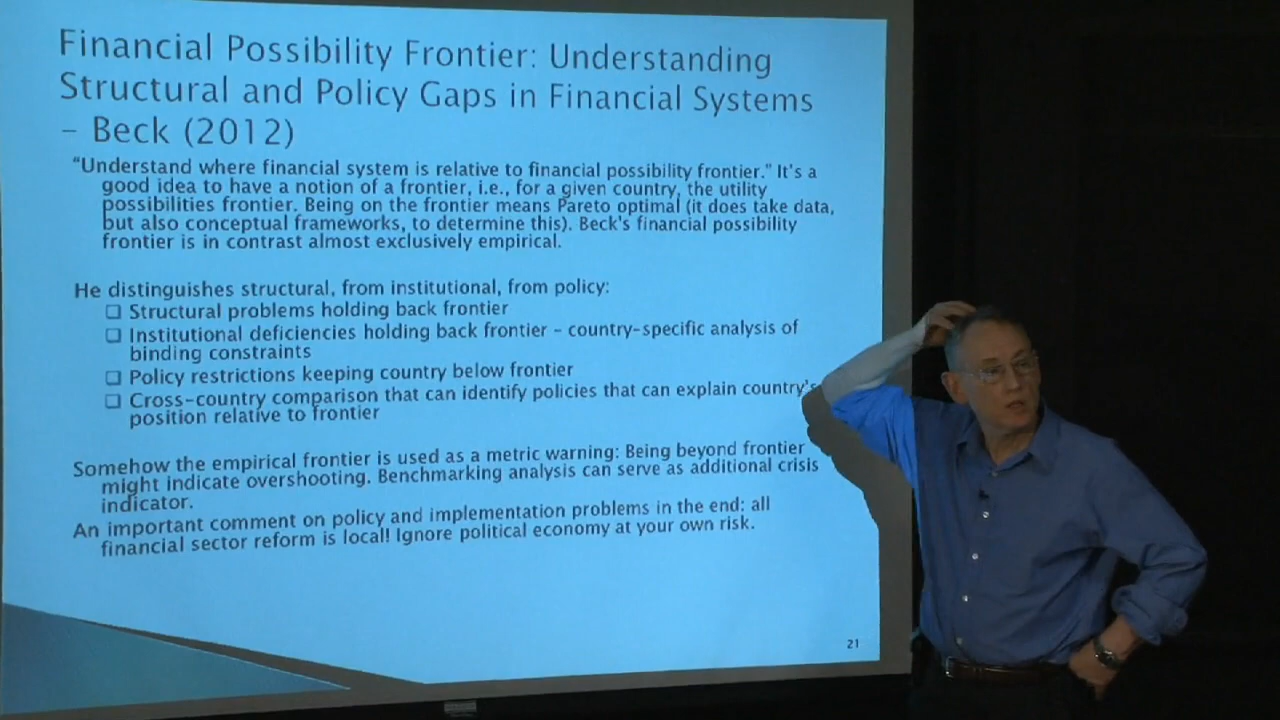 Financial Possibility Frontier: Understanding
Structural and Policy Gaps in Financial Systems
– Beck (2012)
"Understand where financial system is relative to financial possibility frontier." It's a
good idea to have a notion of a frontier, i.e., for a given country, the utility
possibilities frontier. Being on the frontier means Pareto optimal (it does take data,
but also conceptual frameworks, to determine this). Beck's financial possibility
frontier is in contrast almost exclusively empirical.
He distinguishes structural, from institutional, from policy:
❑ Structural problems holding back frontier
❑ Institutional deficiencies holding back frontier – country-specific analysis of
binding constraints
❑ Policy restrictions keeping country below frontier
❑ Cross-country comparison that can identify policies that can explain country's
position relative to frontier
Somehow the empirical frontier is used as a metric warning: Being beyond frontier
might indicate overshooting. Benchmarking analysis can serve as additional crisis
indicator.
An important comment on policy and implementation problems in the end: all
financial sector reform is local! Ignore political economy at your own risk.
21